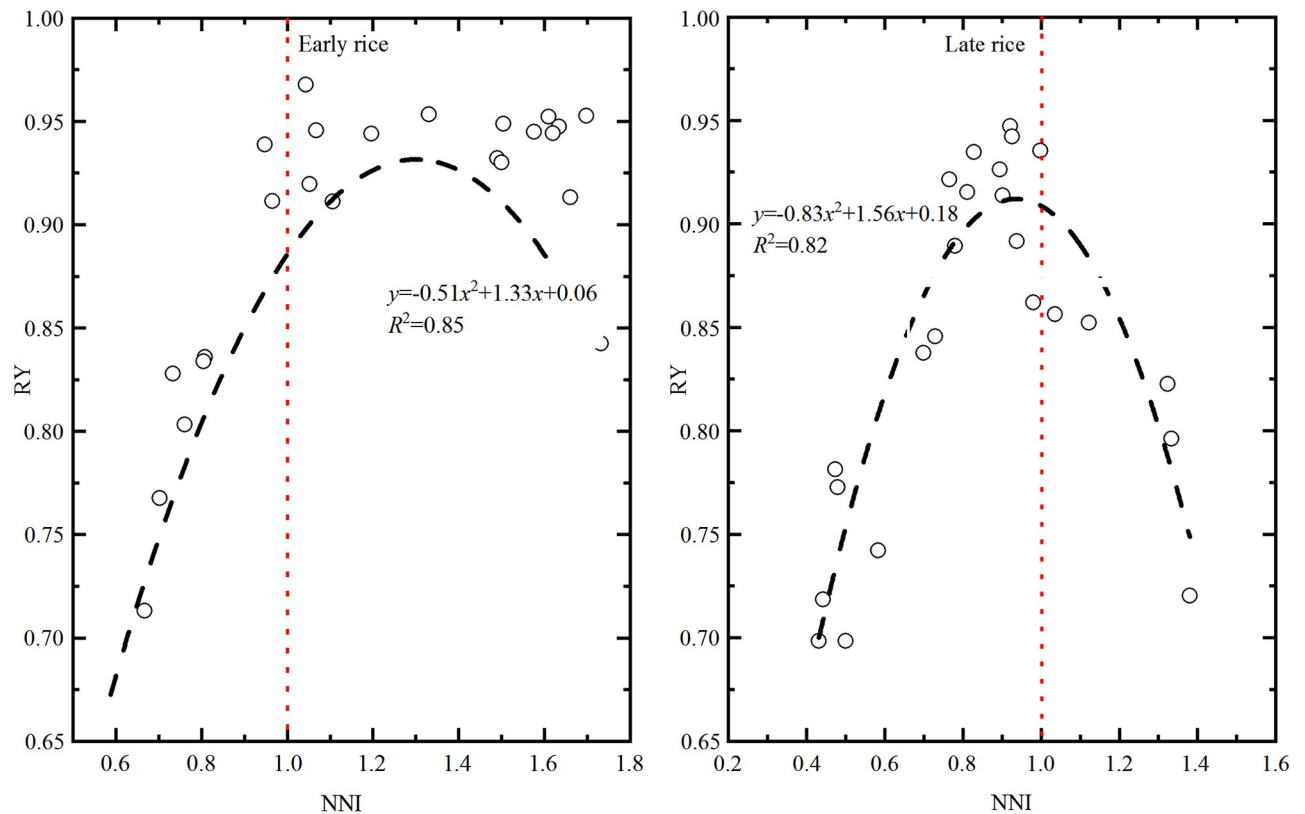 Early rice
1.00
0.95
0.90
0.85
0.80
0.75
0.70
0.65
RY
y=-0.51x²+1.33x+0.06
R²=0.85
0.6 0.8 1.0 1.2 1.4 1.6 1.8
NNI
Late rice
1.00
0.95
0.90
0.85
0.80
0.75
0.70
0.65
RY
y=-0.83x²+1.56x+0.18
R²=0.82
0.2 0.4 0.6 0.8 1.0 1.2 1.4 1.6
NNI